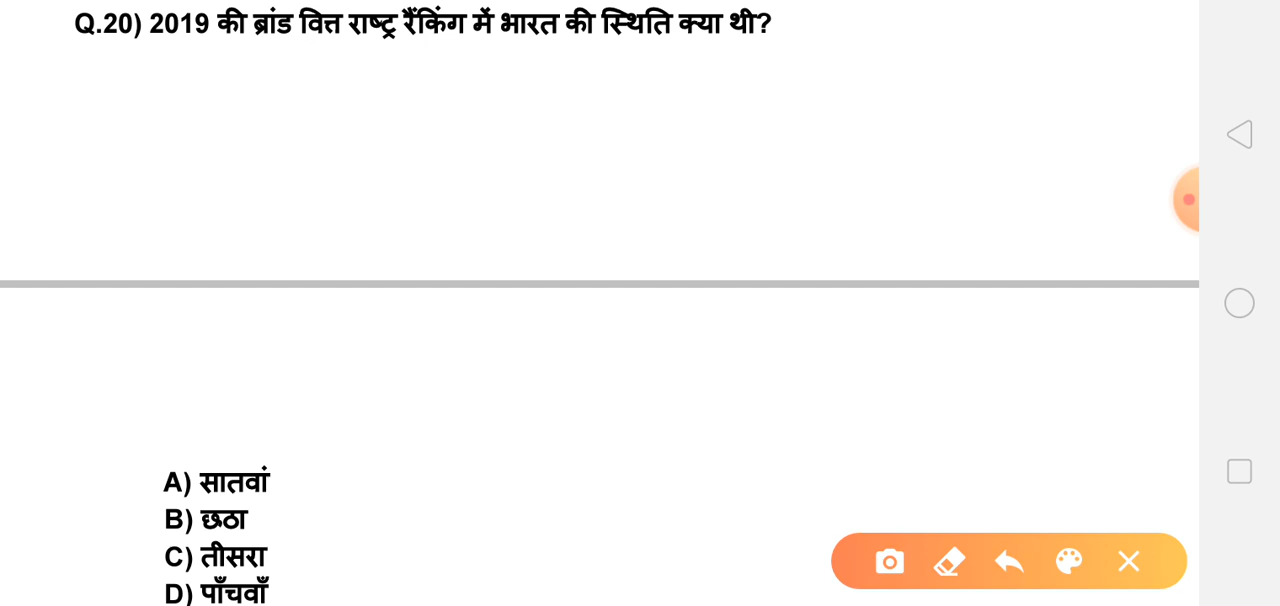 Q.20) 2019 की ब्रांड वित्त राष्ट्र रैंकिंग में भारत की स्थिति क्या थी?
A) सातवां
B) छठा
C) तीसरा
D) पाँचवाँ